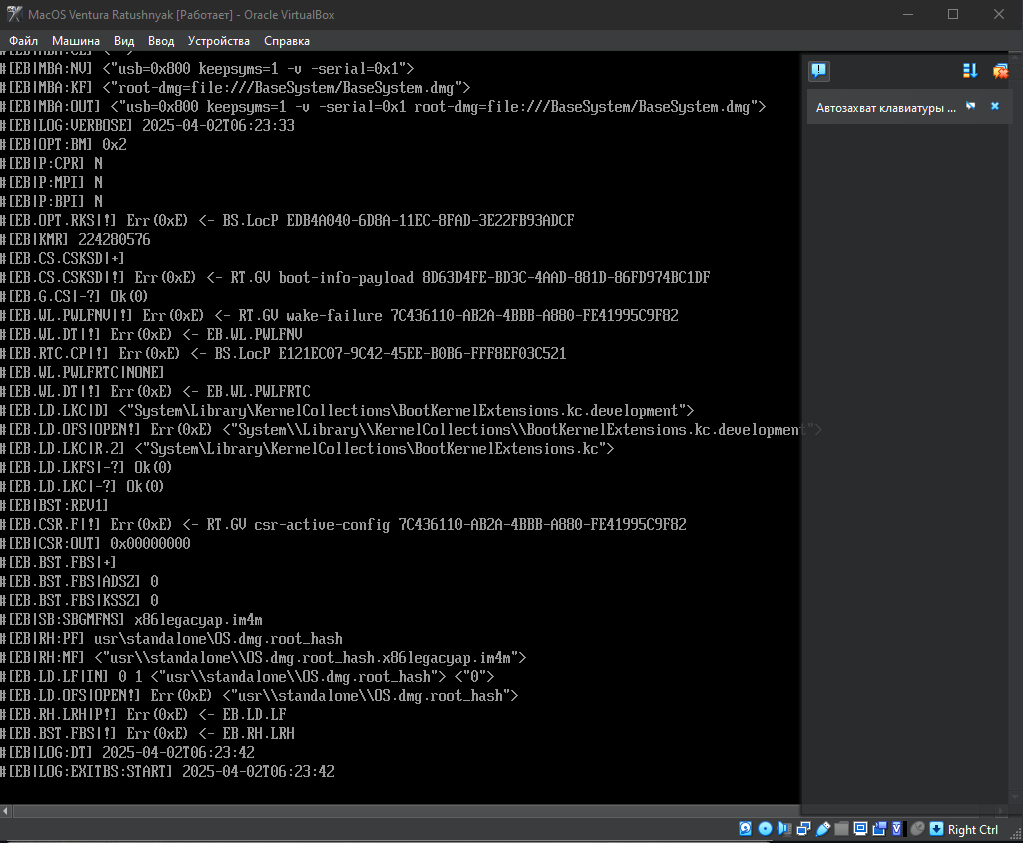 MacOS Ventura Ratushnyak [Работает] - Oracle VirtualBox
Файл Машина Вид Ввод Устройства Справка
#[EB|MBA:NV] <"usb=0x800 keepsyms=1 -v -serial=0x1">
#[EB|MBA:KF] <"root-dmg=file:///BaseSystem/BaseSystem.dmg">
#[EB|MBA:OUT] <"usb=0x800 keepsyms=1 -v -serial=0x1 root-dmg=file:///BaseSystem/BaseSystem.dmg">
Автозахват клавиатуры ...
#[EB|LOG:VERBOSE] 2025-04-02T06:23:33
#[EB|OPT:BM] 0x2
#[EB|P:CPR] N
#[EB|P:MPI] N
#[EB|P:BPI] N
#[EB.OPT.RKS|!] Err(0xE) <- BS.LocP EDB4A040-6D8A-11EC-8FAD-3E22FB93ADCF
#[EB|KMR] 224280576
#[EB.CS.CSKSD|+]
#[EB.CS.CSKSD|!] Err(0xE) <- RT.GV boot-info-payload 8D63D4FE-BD3C-4AAD-881D-86FD974BC1DF
#[EB.G.CS|-?] Ok(0)
#[EB.WL.PWLFNV|!] Err(0xE) <- RT.GV wake-failure 7C436110-AB2A-4BBB-A880-FE41995C9F82
#[EB.WL.DT|!] Err(0xE) <- EB.WL.PWLFNV
#[EB.RTC.CP|!] Err(0xE) <- BS.LocP E121EC07-9C42-45EE-B0B6-FFF8EF03C521
#[EB.WL.PWLFRTC|NONE]
#[EB.WL.DT|!] Err(0xE) <- EB.WL.PWLFRTC
#[EB.LD.LKC|D] <"System\Library\KernelCollections\BootKernelExtensions.kc.development">
#[EB.LD.OFS|OPEN!] Err(0xE) <"System\\Library\\KernelCollections\\BootKernelExtensions.kc.development">
#[EB.LD.LKC|R.2] <"System\Library\KernelCollections\BootKernelExtensions.kc">
#[EB.LD.LKFS|-?] Ok(0)
#[EB.LD.LKC|-?] Ok(0)
#[EB|BST:REV1]
#[EB.CSR.F|!] Err(0xE) <- RT.GV csr-active-config 7C436110-AB2A-4BBB-A880-FE41995C9F82
#[EB|CSR:OUT] 0x00000000
#[EB.BST.FBS|+]
#[EB.BST.FBS|ADSZ] 0
#[EB.BST.FBS|KSSZ] 0
#[EB|SB:SBGMFNS] x86legacyap.im4m
#[EB|RH:PF] usr\standalone\OS.dmg.root_hash
#[EB|RH:MF] <"usr\\standalone\\OS.dmg.root_hash.x86legacyap.im4m">
#[EB.LD.LF|IN] 0 1 <"usr\\standalone\\OS.dmg.root_hash"> <"0">
#[EB.LD.OFS|OPEN!] Err(0xE) <"usr\\standalone\\OS.dmg.root_hash">
#[EB.RH.LRH|P!] Err(0xE) <- EB.LD.LF
#[EB.BST.FBS|!] Err(0xE) <- EB.RH.LRH
#[EB|LOG:DT] 2025-04-02T06:23:42
#[EB|LOG:EXITBS:START] 2025-04-02T06:23:42
Right Ctrl